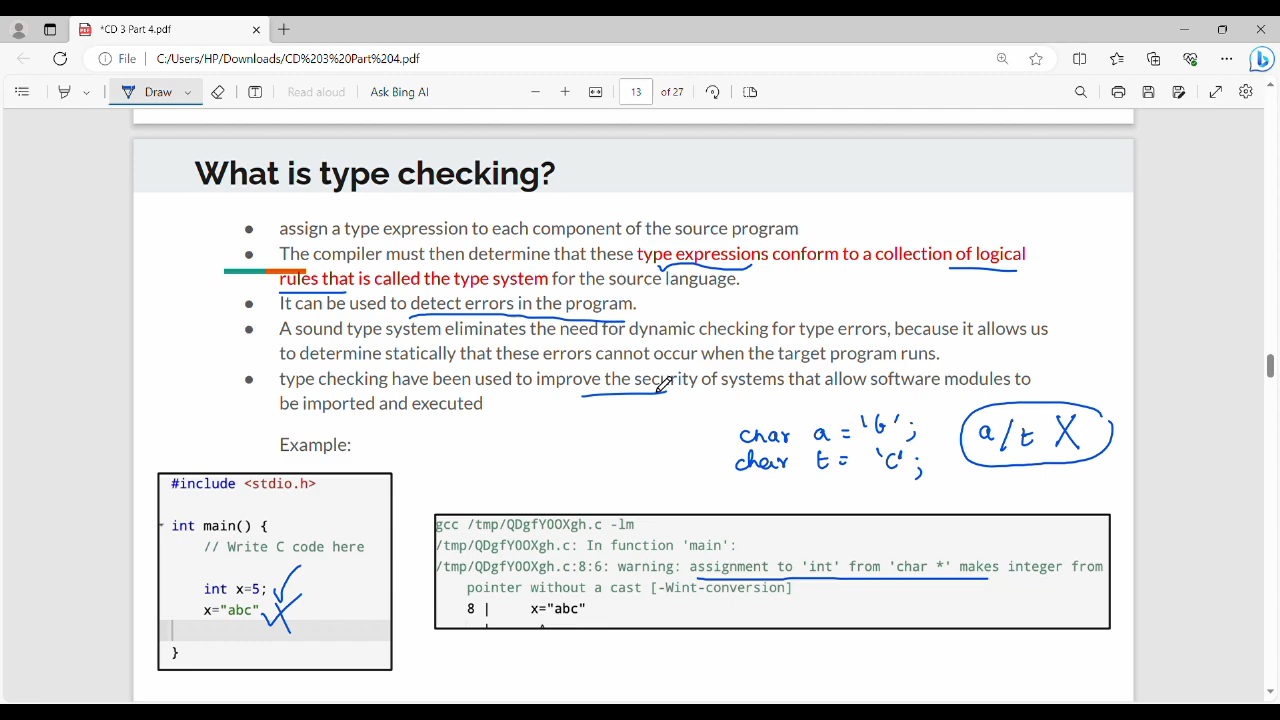 *CD 3 Part 4.pdf
File | C:/Users/HP/Downloads/CD%203%20Part%204.pdf
Draw
Read aloud
Ask Bing AI
13 of 27
What is type checking?
• assign a type expression to each component of the source program
• The compiler must then determine that these type expressions conform to a collection of logical
rules that is called the type system for the source language.
• It can be used to detect errors in the program.
• A sound type system eliminates the need for dynamic checking for type errors, because it allows us
to determine statically that these errors cannot occur when the target program runs.
• type checking have been used to improve the security of systems that allow software modules to
be imported and executed
char a = 'G';
a/t X
char t = 'C';
Example:
#include <stdio.h>
int main() {
// Write C code here
int x=5;
x="abc"
}
gcc /tmp/QDgfYOOXgh.c -lm
/tmp/QDgfYOOXgh.c: In function 'main':
/tmp/QDgfYOOXgh.c:8:6: warning: assignment to 'int' from 'char *' makes integer from
pointer without a cast [-Wint-conversion]
8 | x="abc"
| ^